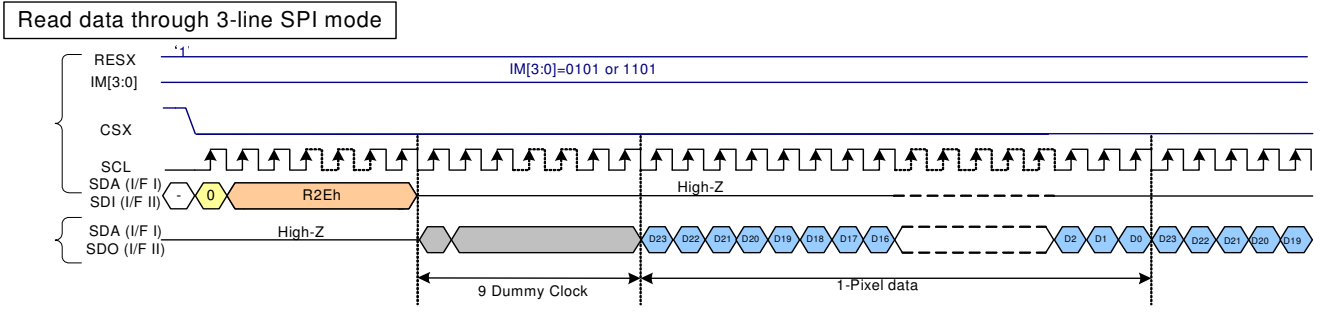 Read data through 3-line SPI mode
RESX
'1'
IM[3:0]
IM[3:0]=0101 or 1101
CSX
SCL
SDA (I/F I)
SDI (I/F II)
- 0 R2Eh
High-Z
SDA (I/F I)
SDO (I/F II)
High-Z
D23 D22 D21 D20 D19 D18 D17 D16 D2 D1 D0 D23 D22 D21 D20 D19
9 Dummy Clock
1-Pixel data